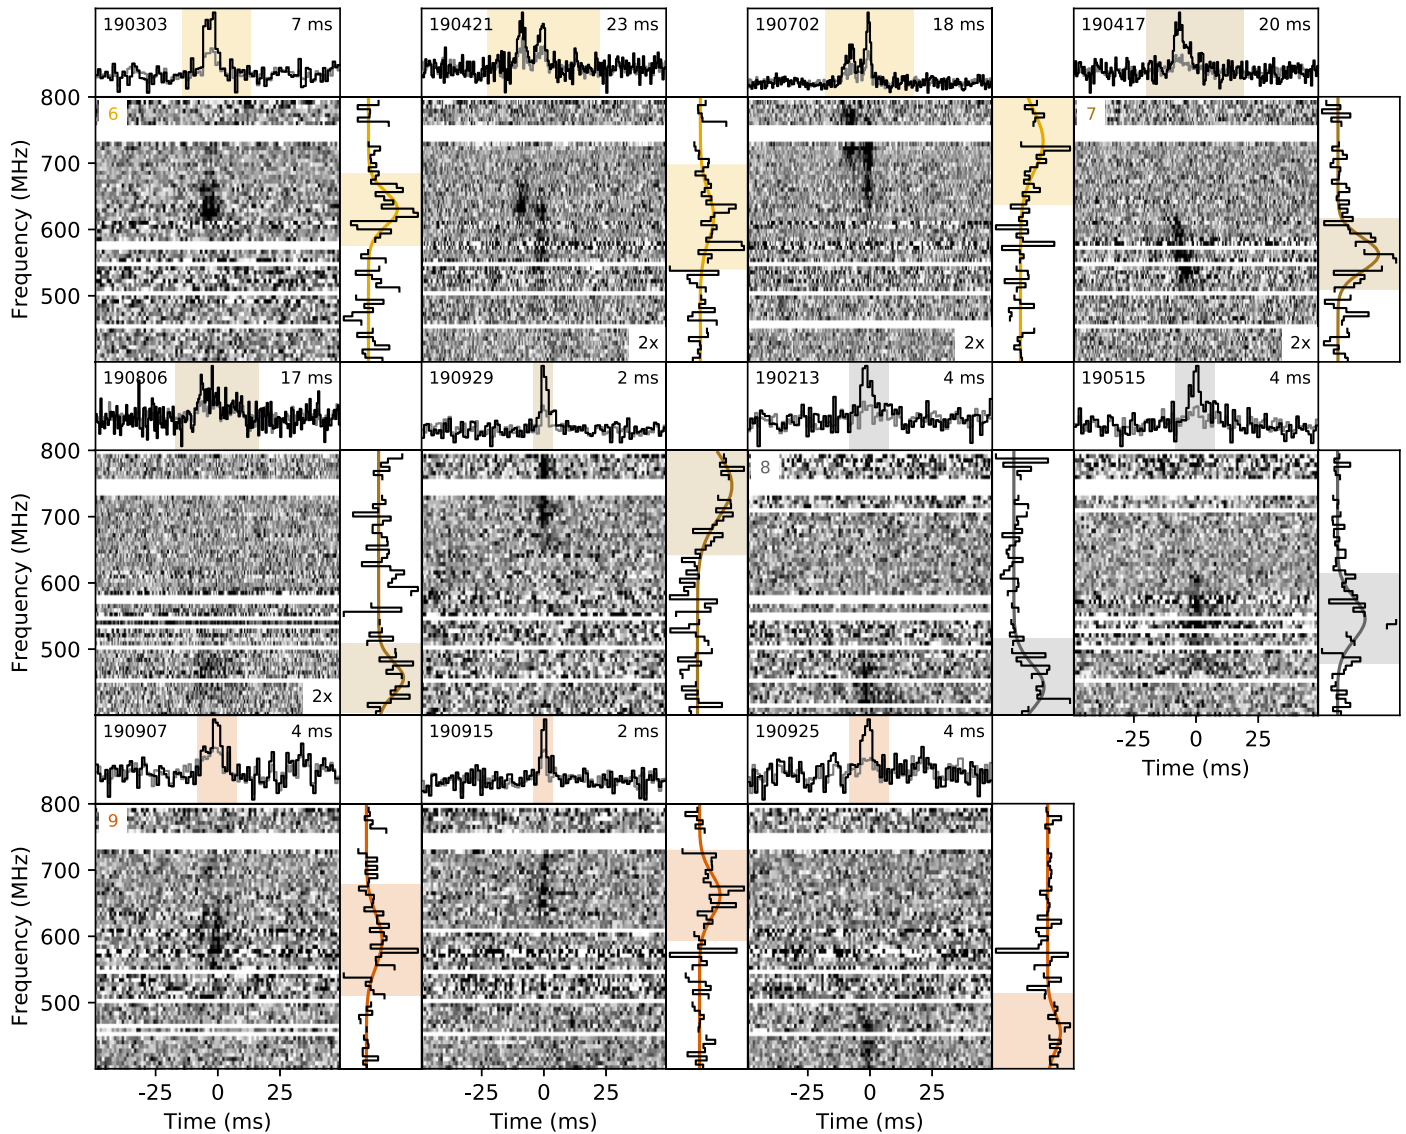 190303 7 ms 190421 23 ms 190702 18 ms 190417 20 ms
800
6 7
700
600
500
Frequency (MHz)
2x 2x 2x
190806 17 ms 190929 2 ms 190213 4 ms 190515 4 ms
800
8
700
600
500
Frequency (MHz)
2x
-25 0 25
Time (ms)
190907 4 ms 190915 2 ms 190925 4 ms
800
9
700
600
500
Frequency (MHz)
-25 0 25 -25 0 25 -25 0 25
Time (ms) Time (ms) Time (ms)